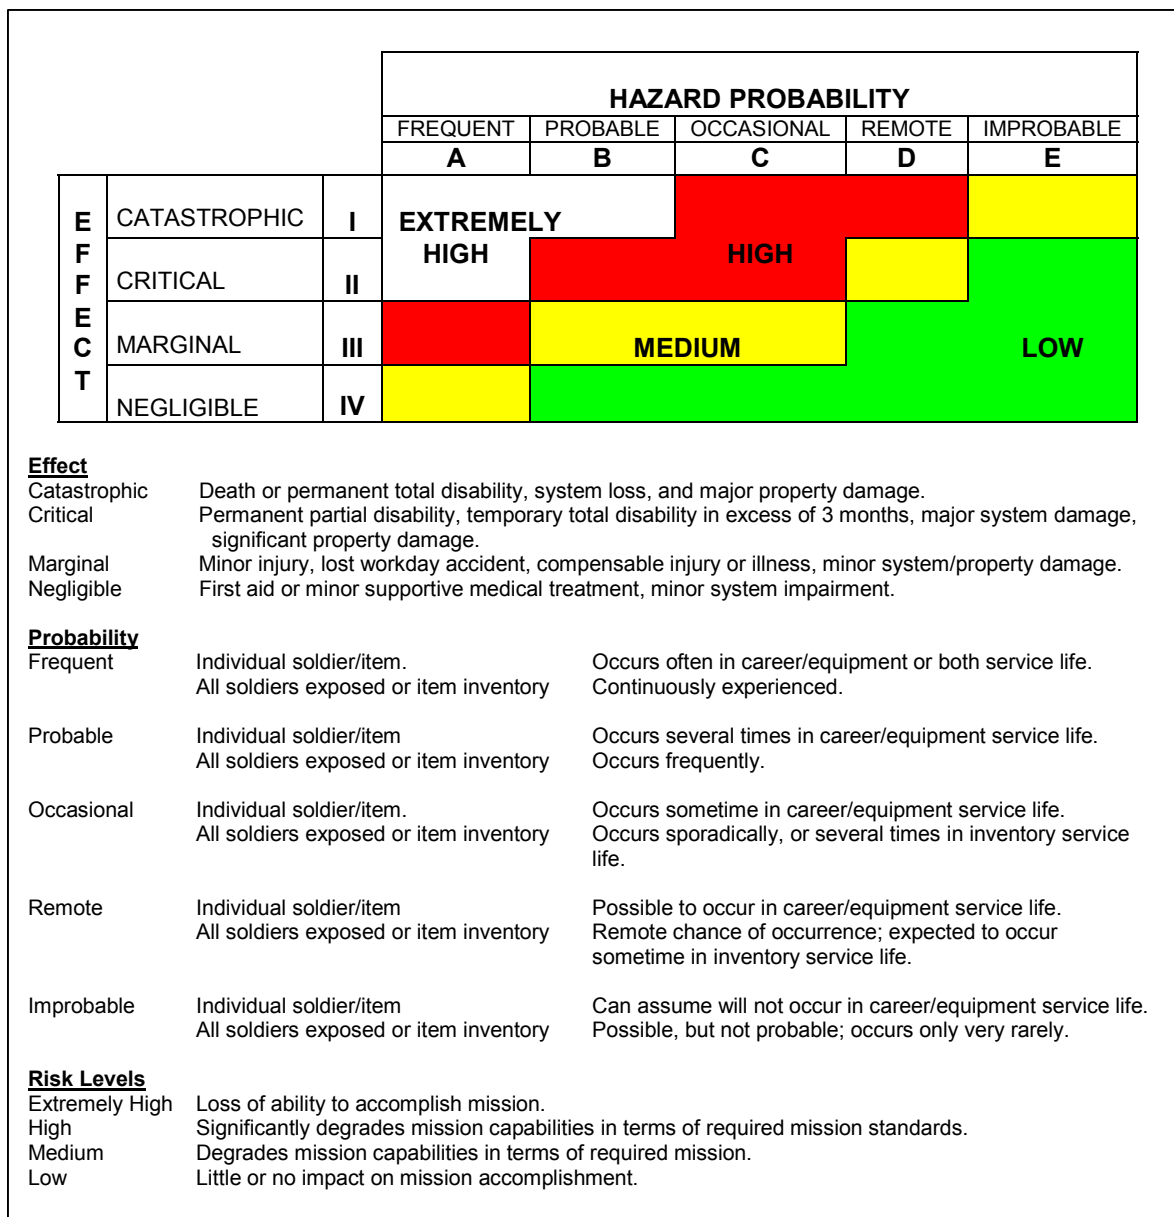 HAZARD PROBABILITY
FREQUENT PROBABLE OCCASIONAL REMOTE IMPROBABLE
A B C D E
EFFECT
CATASTROPHIC I EXTREMELY
HIGH HIGH
CRITICAL II
MARGINAL III MEDIUM LOW
NEGLIGIBLE IV
Effect
Catastrophic Death or permanent total disability, system loss, and major property damage.
Critical Permanent partial disability, temporary total disability in excess of 3 months, major system damage,
significant property damage.
Marginal Minor injury, lost workday accident, compensable injury or illness, minor system/property damage.
Negligible First aid or minor supportive medical treatment, minor system impairment.
Probability
Frequent Individual soldier/item. Occurs often in career/equipment or both service life.
All soldiers exposed or item inventory Continuously experienced.
Probable Individual soldier/item Occurs several times in career/equipment service life.
All soldiers exposed or item inventory Occurs frequently.
Occasional Individual soldier/item. Occurs sometime in career/equipment service life.
All soldiers exposed or item inventory Occurs sporadically, or several times in inventory service
life.
Remote Individual soldier/item Possible to occur in career/equipment service life.
All soldiers exposed or item inventory Remote chance of occurrence; expected to occur
sometime in inventory service life.
Improbable Individual soldier/item Can assume will not occur in career/equipment service life.
All soldiers exposed or item inventory Possible, but not probable; occurs only very rarely.
Risk Levels
Extremely High Loss of ability to accomplish mission.
High Significantly degrades mission capabilities in terms of required mission standards.
Medium Degrades mission capabilities in terms of required mission.
Low Little or no impact on mission accomplishment.